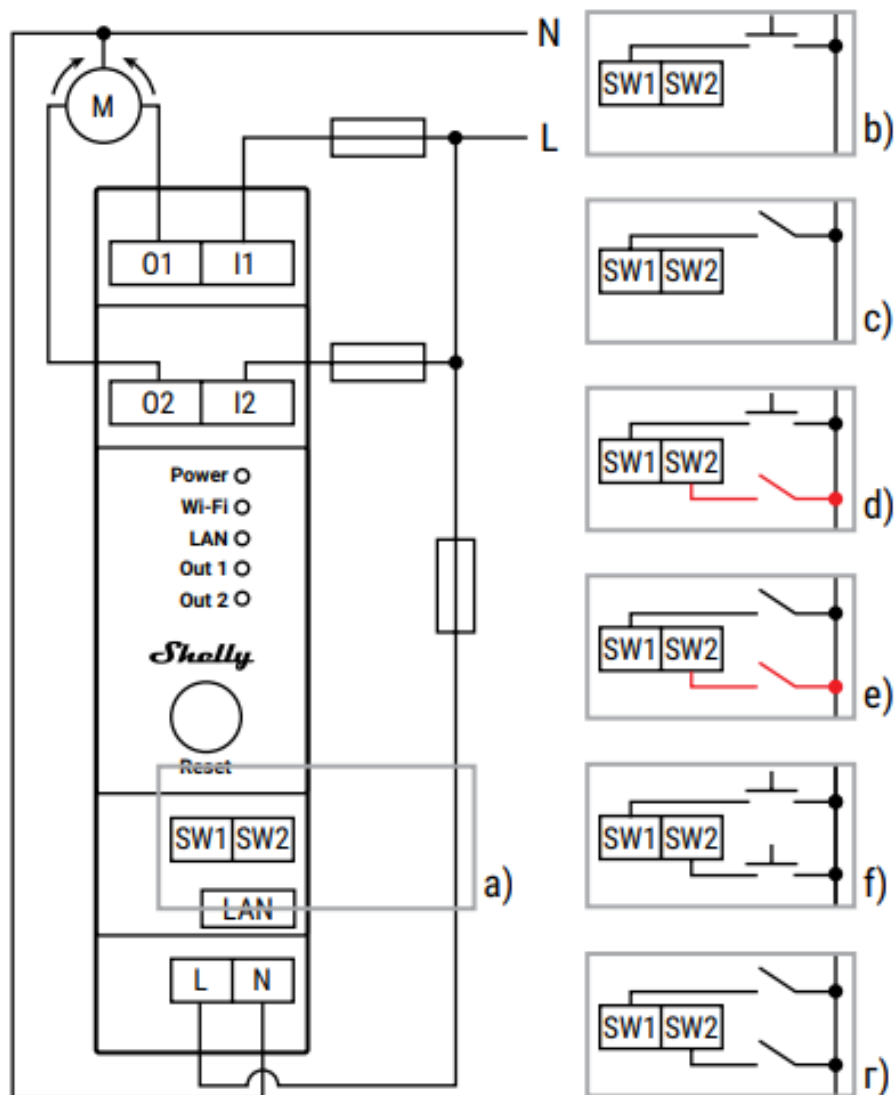 N
M
L
O1 I1
O2 I2
Power
Wi-Fi
LAN
Out 1
Out 2
Shelly
Reset
SW1 SW2
a)
LAN
L N
SW1 SW2
b)
SW1 SW2
c)
SW1 SW2
d)
SW1 SW2
e)
SW1 SW2
f)
SW1 SW2
г)